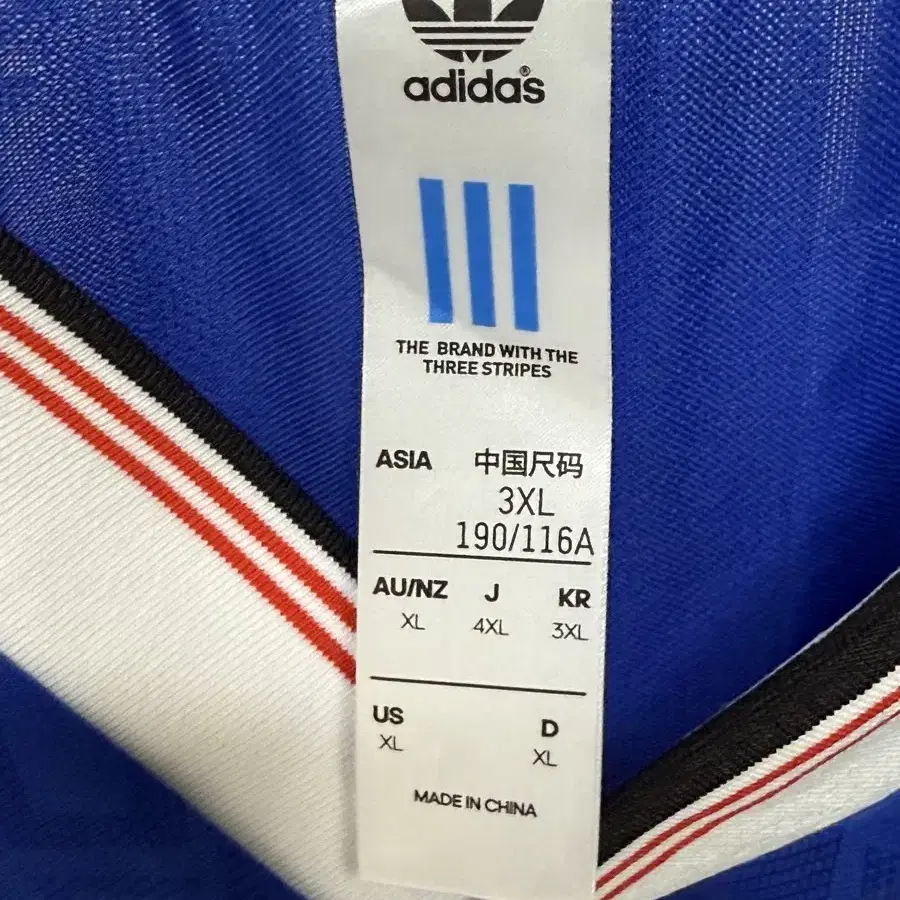 adidas®
THE BRAND WITH THE
THREE STRIPES
ASIA 中国尺码
3XL
190/116A
AU/NZ J KR
XL 4XL 3XL
US D
XL XL
MADE IN CHINA